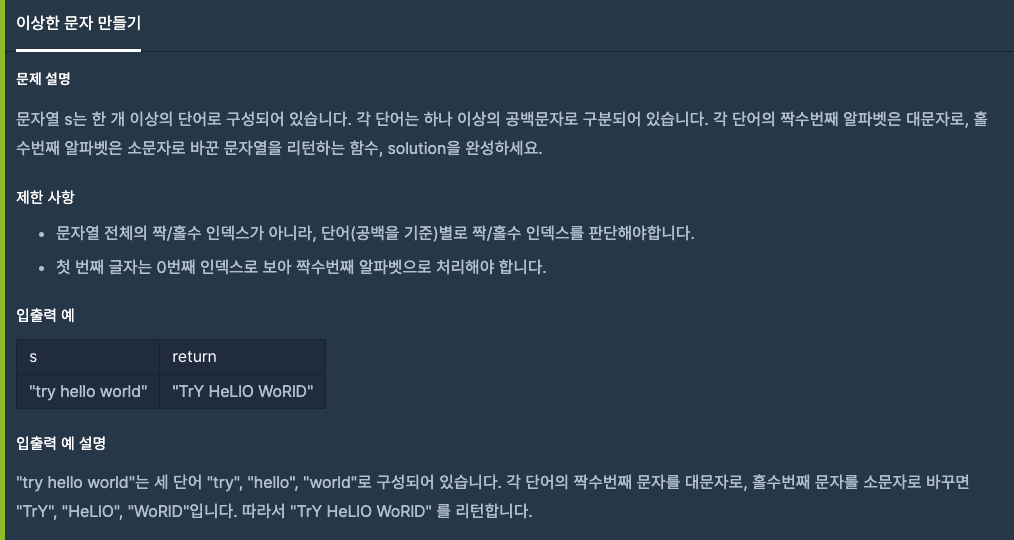 이상한 문자 만들기
문제 설명
문자열 s는 한 개 이상의 단어로 구성되어 있습니다. 각 단어는 하나 이상의 공백문자로 구분되어 있습니다. 각 단어의 짝수번째 알파벳은 대문자로, 홀
수번째 알파벳은 소문자로 바꾼 문자열을 리턴하는 함수, solution을 완성하세요.
제한 사항
• 문자열 전체의 짝/홀수 인덱스가 아니라, 단어(공백을 기준)별로 짝/홀수 인덱스를 판단해야합니다.
• 첫 번째 글자는 0번째 인덱스로 보아 짝수번째 알파벳으로 처리해야 합니다.
입출력 예
s return
"try hello world" "TrY HeLlO WoRlD"
입출력 예 설명
"try hello world"는 세 단어 "try", "hello", "world"로 구성되어 있습니다. 각 단어의 짝수번째 문자를 대문자로, 홀수번째 문자를 소문자로 바꾸면
"TrY", "HeLlO", "WoRlD"입니다. 따라서 "TrY HeLlO WoRlD" 를 리턴합니다.